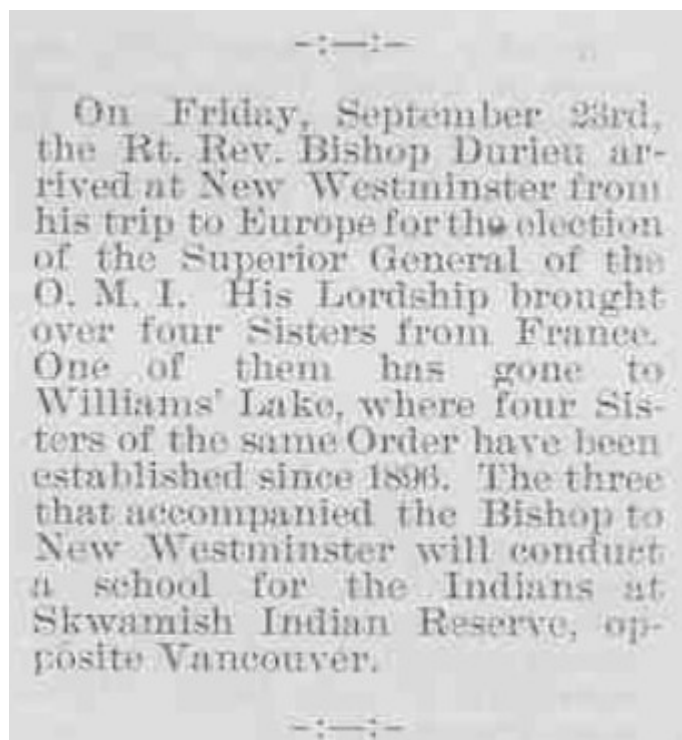 -:—:-
On Friday, September 23rd,
the Rt. Rev. Bishop Durieu ar-
rived at New Westminster from
his trip to Europe for the election
of the Superior General of the
O. M. I. His Lordship brought
over four Sisters from France.
One of them has gone to
Williams' Lake, where four Sis-
ters of the same Order have been
established since 1896. The three
that accompanied the Bishop to
New Westminster will conduct
a school for the Indians at
Skwamish Indian Reserve, op-
posite Vancouver.
-:—:-